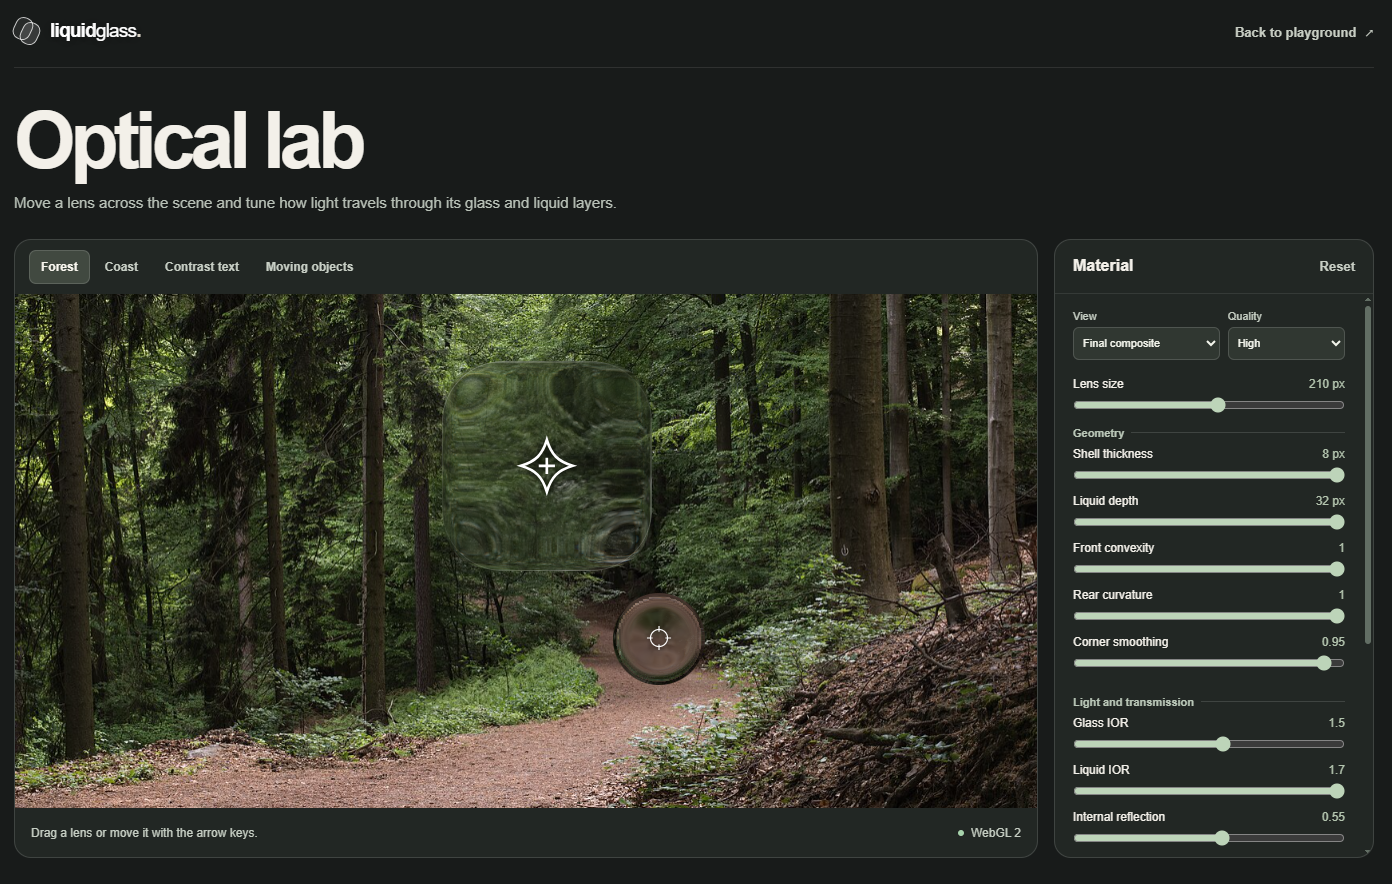 liquidglass.
Back to playground ↗
Optical lab
Move a lens across the scene and tune how light travels through its glass and liquid layers.
Forest
Coast
Contrast text
Moving objects
Drag a lens or move it with the arrow keys.
WebGL 2
Material
Reset
View
Quality
Final composite
High
Lens size 210 px
Geometry
Shell thickness 8 px
Liquid depth 32 px
Front convexity 1
Rear curvature 1
Corner smoothing 0.95
Light and transmission
Glass IOR 1.5
Liquid IOR 1.7
Internal reflection 0.55